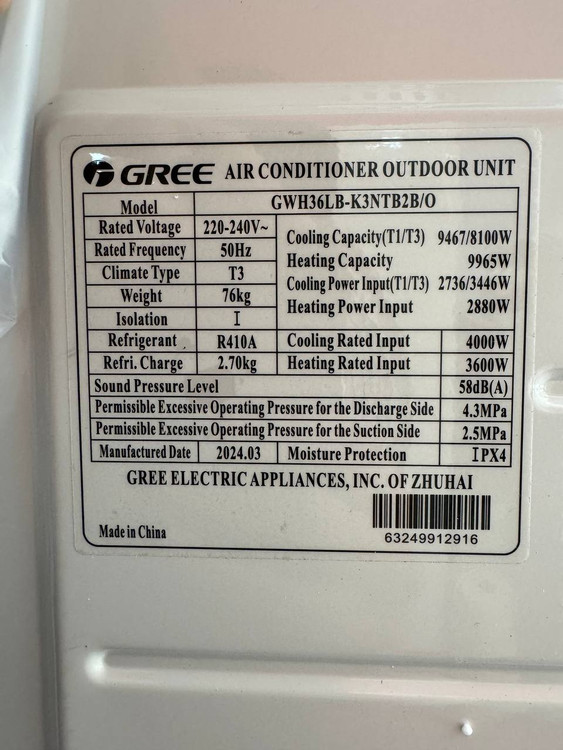 GREE AIR CONDITIONER OUTDOOR UNIT
Model GWH36LB-K3NTB2B/O
Rated Voltage 220-240V~
Rated Frequency 50Hz
Climate Type T3
Weight 76kg
Isolation I
Cooling Capacity(T1/T3) 9467/8100W
Heating Capacity 9965W
Cooling Power Input(T1/T3) 2736/3446W
Heating Power Input 2880W
Refrigerant R410A Cooling Rated Input 4000W
Refri. Charge 2.70kg Heating Rated Input 3600W
Sound Pressure Level 58dB(A)
Permissible Excessive Operating Pressure for the Discharge Side 4.3MPa
Permissible Excessive Operating Pressure for the Suction Side 2.5MPa
Manufactured Date 2024.03 Moisture Protection IPX4
GREE ELECTRIC APPLIANCES, INC. OF ZHUHAI
Made in China
63249912916